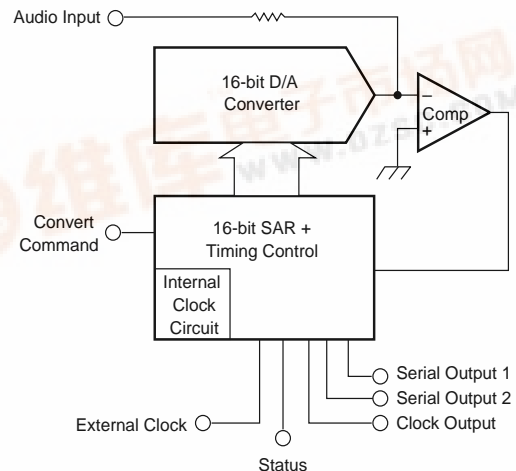 Audio Input
16-bit D/A
Converter
−
Comp
+
Convert
Command
16-bit SAR +
Timing Control
Internal
Clock
Circuit
Serial Output 1
Serial Output 2
External Clock
Clock Output
Status